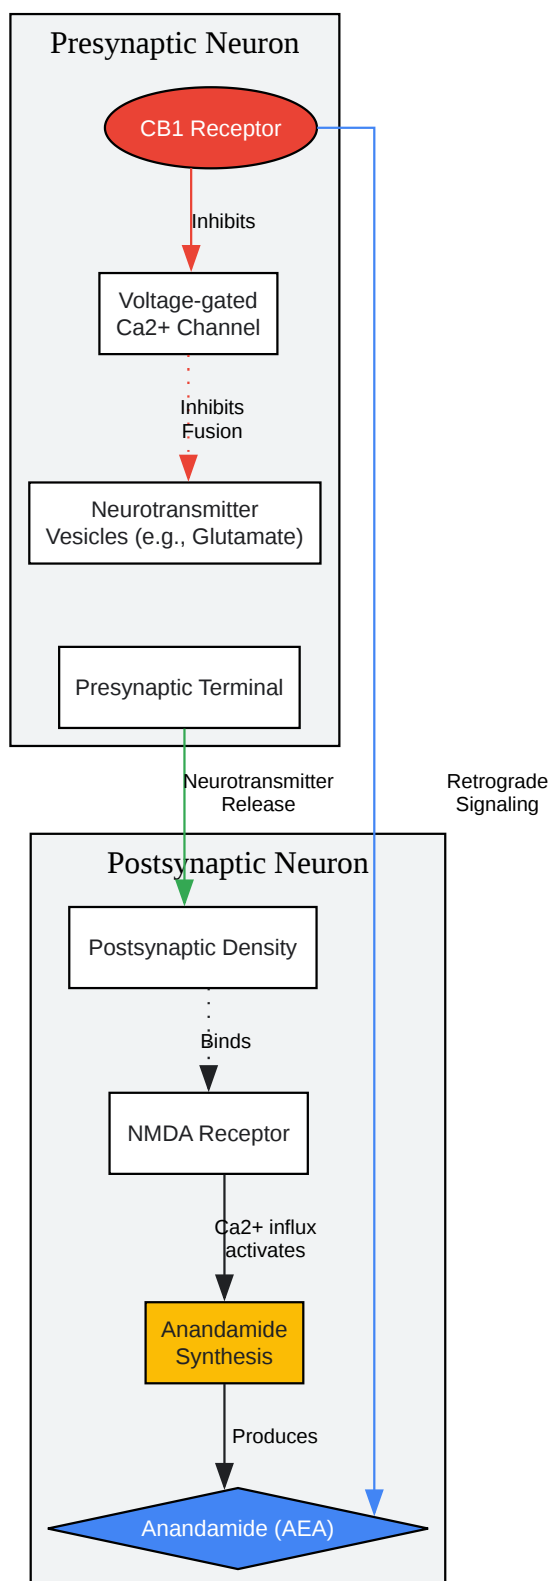 Presynaptic Neuron
CB1 Receptor
Inhibits
Voltage-gated
Ca2+ Channel
Inhibits
Fusion
Neurotransmitter
Vesicles (e.g., Glutamate)
Presynaptic Terminal
Neurotransmitter
Release
Retrograde
Signaling
Postsynaptic Neuron
Postsynaptic Density
Binds
NMDA Receptor
Ca2+ influx
activates
Anandamide
Synthesis
Produces
Anandamide (AEA)